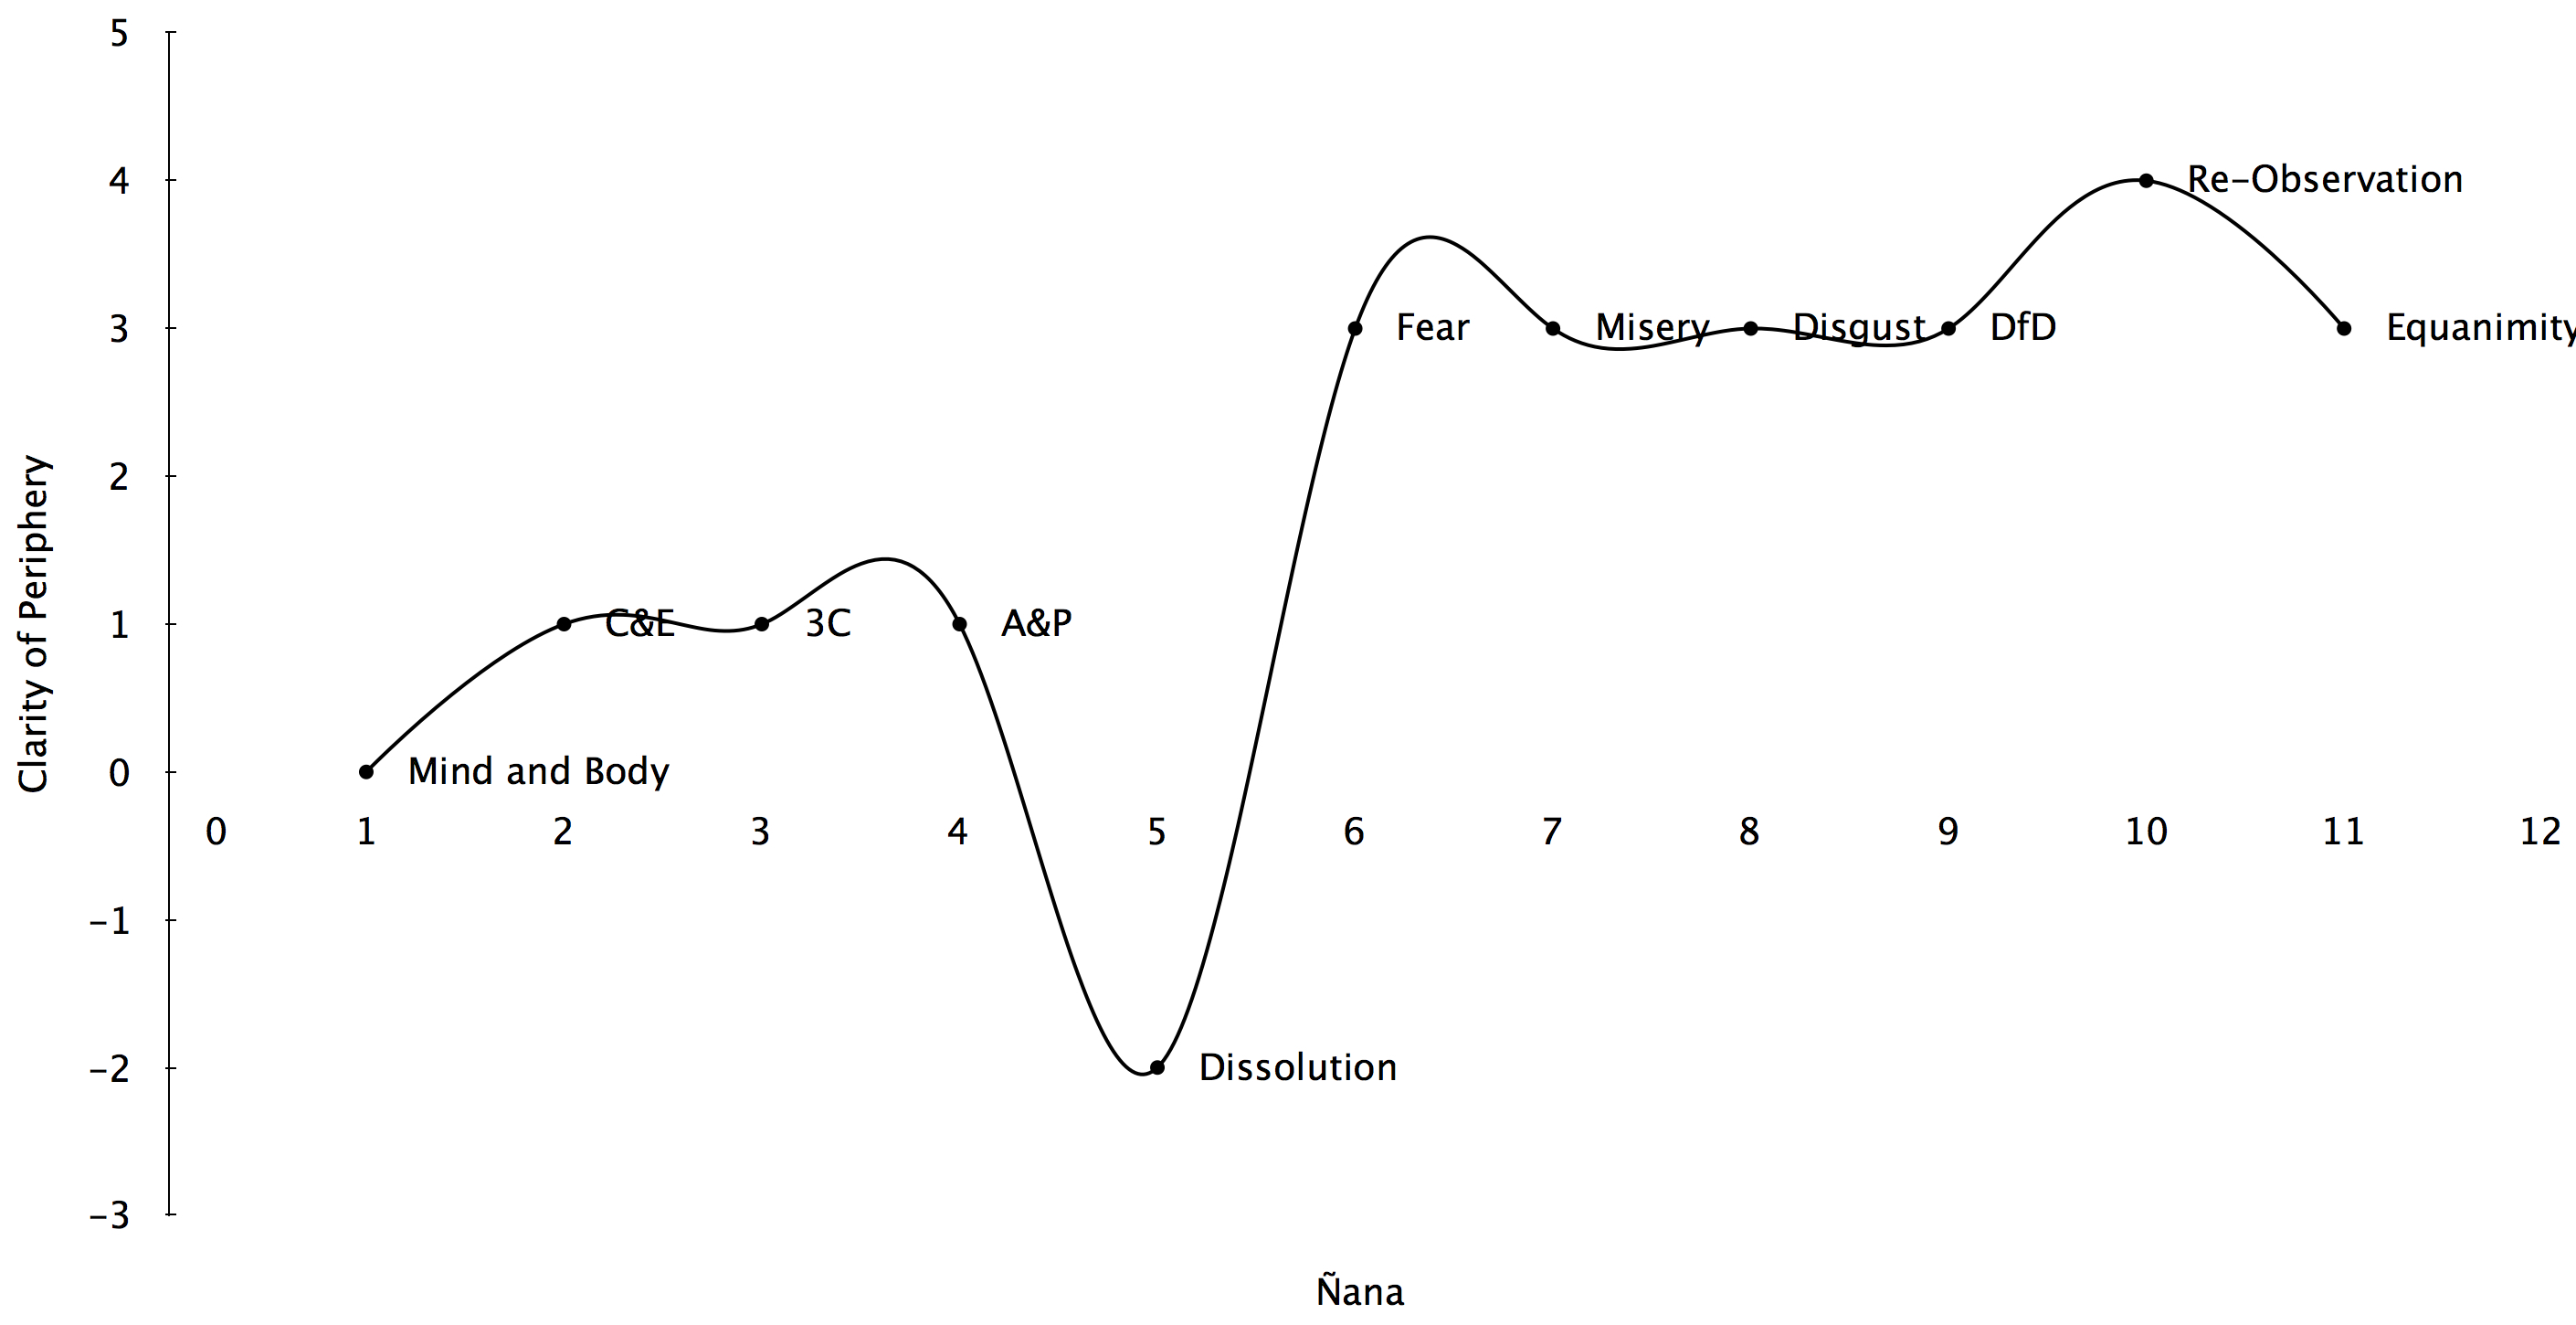 5
4
Re-Observation
3
Fear
Misery
Disgust
DfD
Equanimity
2
Clarity of Periphery
1
C&E
3C
A&P
0
Mind and Body
0 1 2 3 4 5 6 7 8 9 10 11 12
-1
-2
Dissolution
-3
Ñana